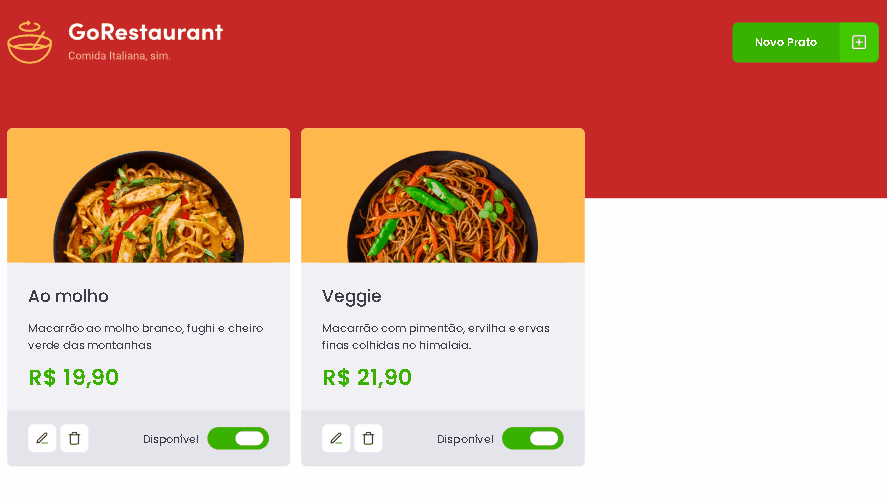 GoRestaurant
Comida Italiana, sim.
Novo Prato
Ao molho
Macarrão ao molho branco, fughi e cheiro
verde das montanhas
R$ 19,90
Disponível
Veggie
Macarrão com pimentão, ervilha e ervas
finas colhidas no himalaia.
R$ 21,90
Disponível